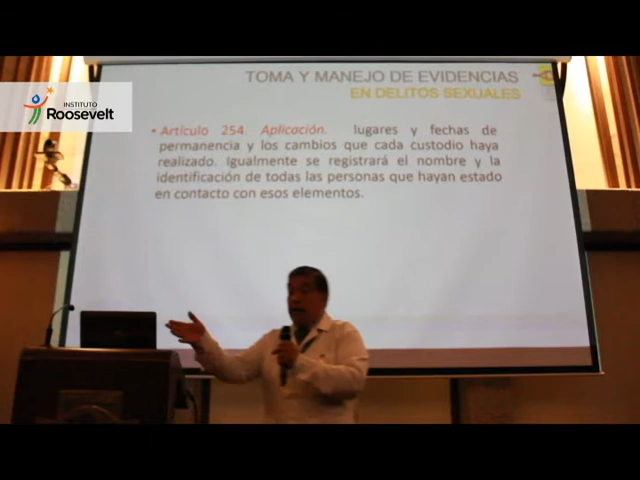 INSTITUTO
Roosevelt
TOMA Y MANEJO DE EVIDENCIAS
EN DELITOS SEXUALES
• Artículo 254. Aplicación. lugares y fechas de
permanencia y los cambios que cada custodio haya
realizado. Igualmente se registrará el nombre y la
identificación de todas las personas que hayan estado
en contacto con esos elementos.